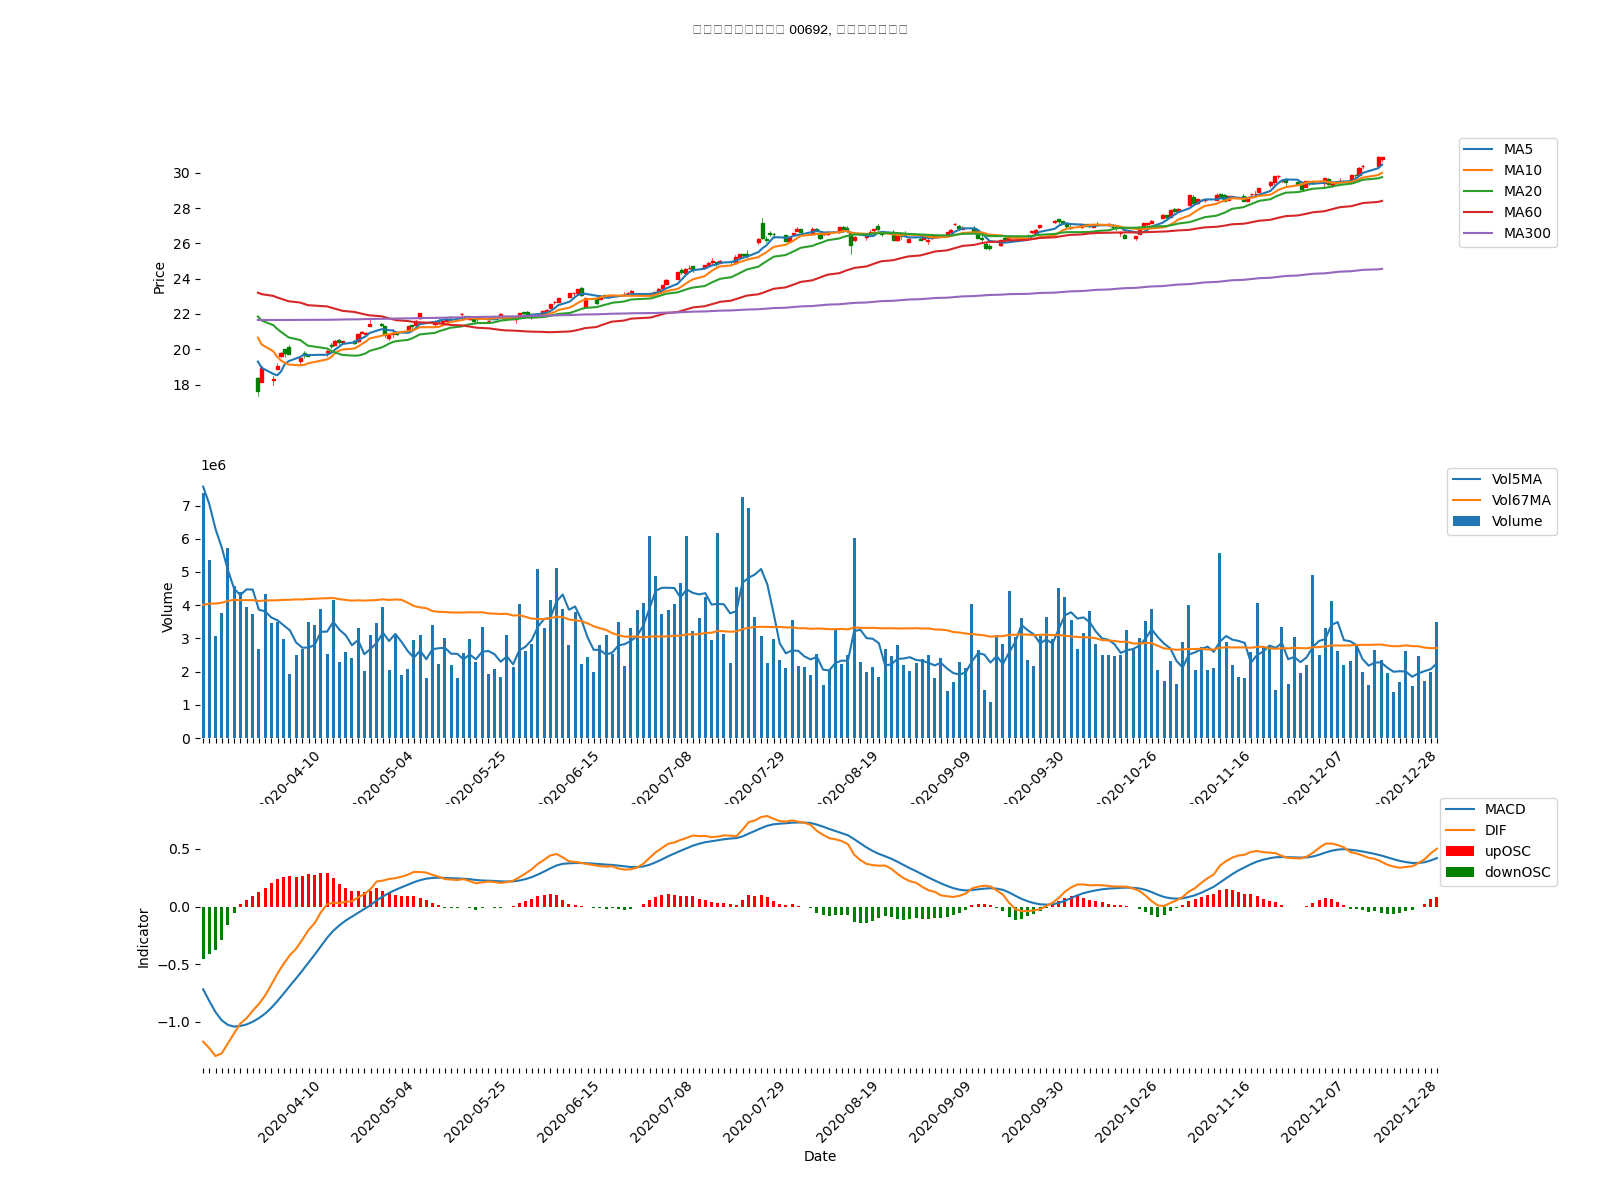 00692,
MA5
MA10
MA20
MA60
MA300
30
28
26
24
22
20
18
Price
1e6
Vol5MA
Vol67MA
Volume
7
6
5
4
3
2
1
0
Volume
2020-04-10 2020-05-04 2020-05-25 2020-06-15 2020-07-08 2020-07-29 2020-08-19 2020-09-09 2020-09-30 2020-10-26 2020-11-16 2020-12-07 2020-12-28
MACD
DIF
upOSC
downOSC
0.5
0.0
−0.5
−1.0
Indicator
2020-04-10 2020-05-04 2020-05-25 2020-06-15 2020-07-08 2020-07-29 2020-08-19 2020-09-09 2020-09-30 2020-10-26 2020-11-16 2020-12-07 2020-12-28
Date